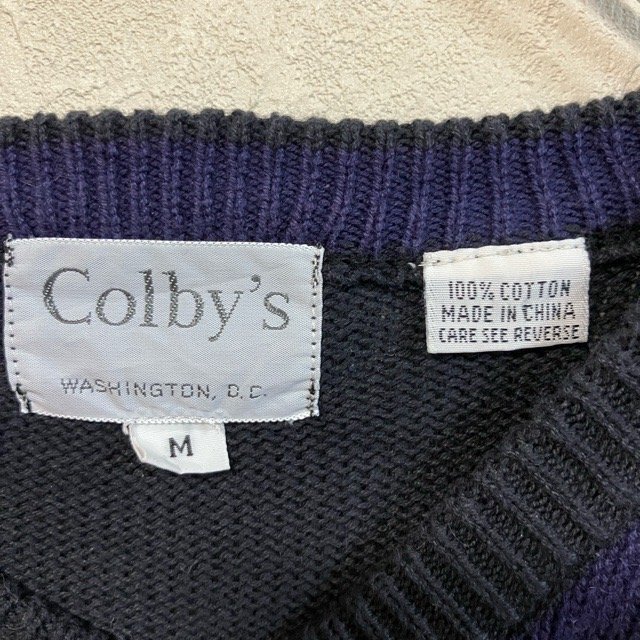 Colby's
WASHINGTON, D.C.
M
100% COTTON
MADE IN CHINA
CARE SEE REVERSE